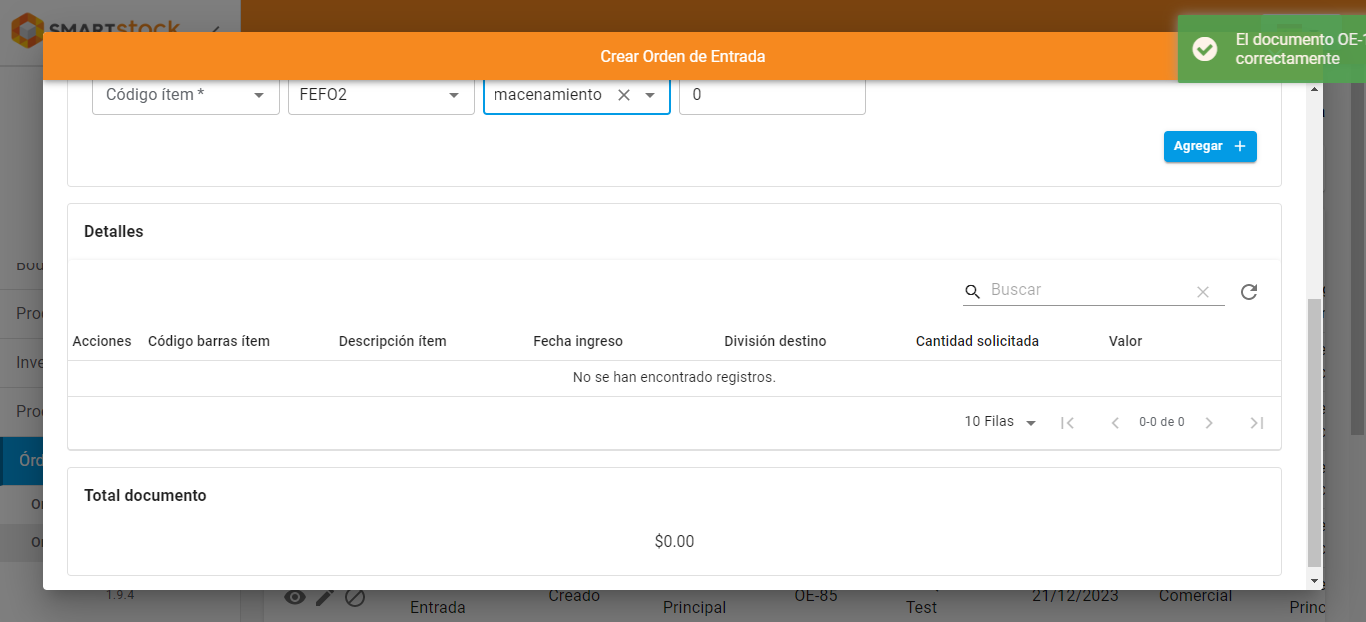 SMARTstock
Crear Orden de Entrada
El documento OE-1
correctamente
Código ítem *
FEFO2
macenamiento
0
Agregar +
Detalles
Buscar
Acciones Código barras ítem Descripción ítem Fecha ingreso División destino Cantidad solicitada Valor
No se han encontrado registros.
10 Filas 0-0 de 0
Total documento
$0.00
Proc
Inve
Proc
Órd
1.9.4
Entrada
Creado
Principal
OE-85
Test
21/12/2023
Comercial
Princ